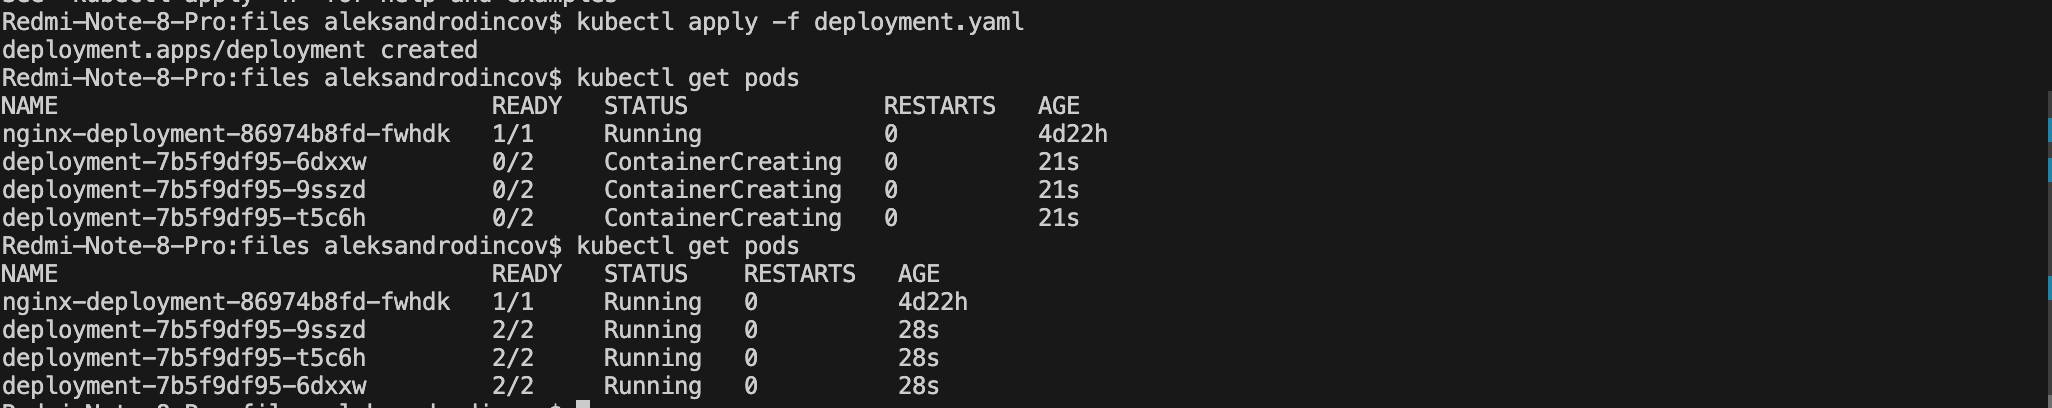 Redmi-Note-8-Pro:files aleksandrodincov$ kubectl apply -f deployment.yaml
deployment.apps/deployment created
Redmi-Note-8-Pro:files aleksandrodincov$ kubectl get pods
NAME READY STATUS RESTARTS AGE
nginx-deployment-86974b8fd-fwhdk 1/1 Running 0 4d22h
deployment-7b5f9df95-6dxxw 0/2 ContainerCreating 0 21s
deployment-7b5f9df95-9sszd 0/2 ContainerCreating 0 21s
deployment-7b5f9df95-t5c6h 0/2 ContainerCreating 0 21s
Redmi-Note-8-Pro:files aleksandrodincov$ kubectl get pods
NAME READY STATUS RESTARTS AGE
nginx-deployment-86974b8fd-fwhdk 1/1 Running 0 4d22h
deployment-7b5f9df95-9sszd 2/2 Running 0 28s
deployment-7b5f9df95-t5c6h 2/2 Running 0 28s
deployment-7b5f9df95-6dxxw 2/2 Running 0 28s